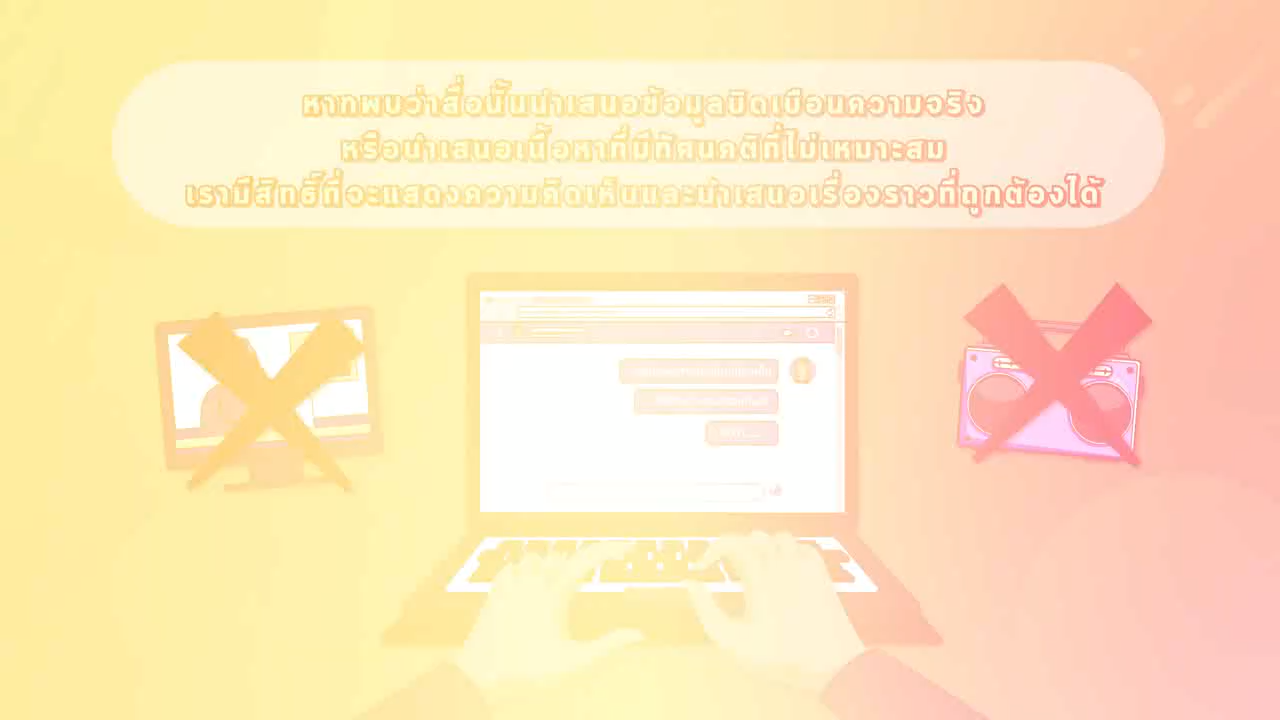 หากพบว่าสื่อนั้นนำเสนอข้อมูลบิดเบือนความจริง
หรือนำเสนอเนื้อหาที่มีทัศนคติที่ไม่เหมาะสม
เรามีสิทธิ์ที่จะแสดงความคิดเห็นและนำเสนอเรื่องราวที่ถูกต้องได้